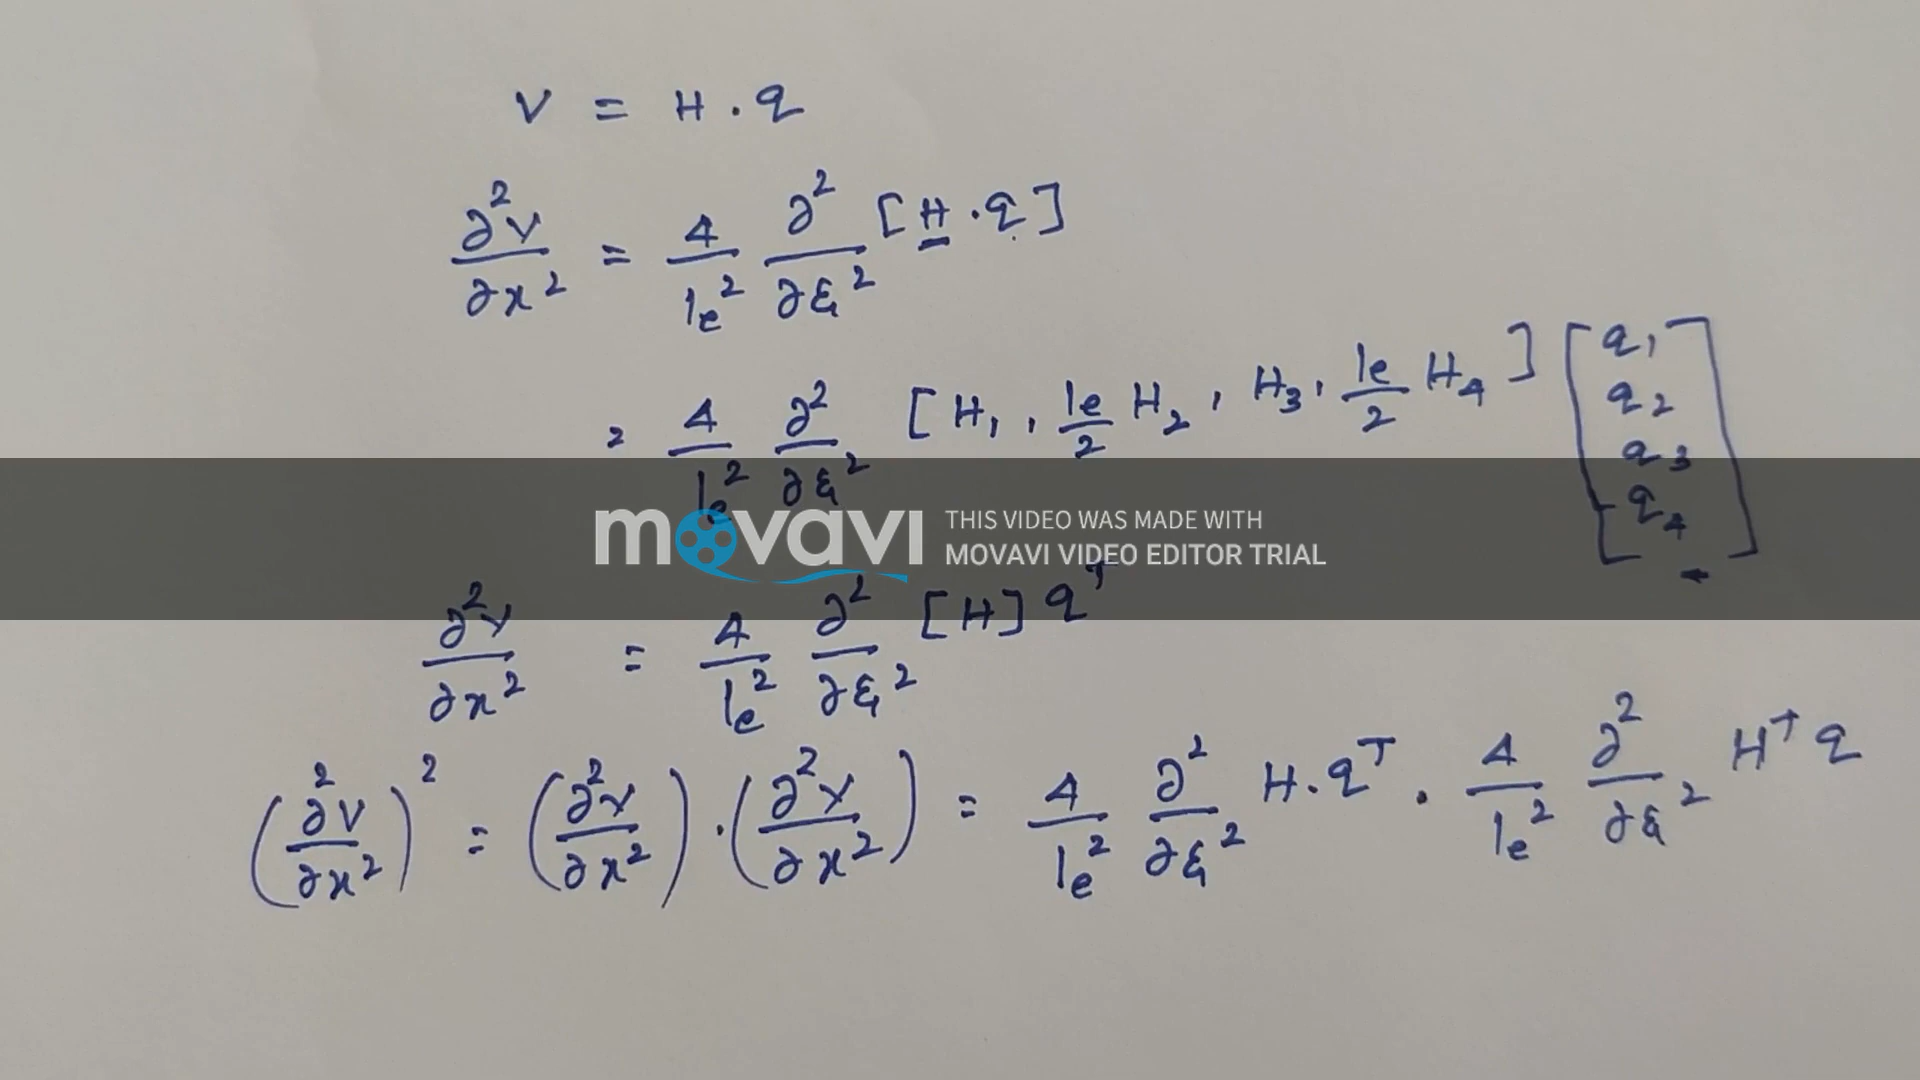 V = H . q
∂²v/∂x² = 4/le² ∂²/∂ξ² [H . q]
= 4/le² ∂²/∂ξ² [H₁, le/2 H₂, H₃, le/2 H₄] [q₁ q₂ q₃ q₄]
movavi THIS VIDEO WAS MADE WITH
MOVAVI VIDEO EDITOR TRIAL
∂²v/∂x² = 4/le² ∂²/∂ξ² [H] qᵀ
(∂²v/∂x²)² = (∂²v/∂x²) . (∂²v/∂x²) = 4/le² ∂²/∂ξ² H . qᵀ . 4/le² ∂²/∂ξ² Hᵀ q